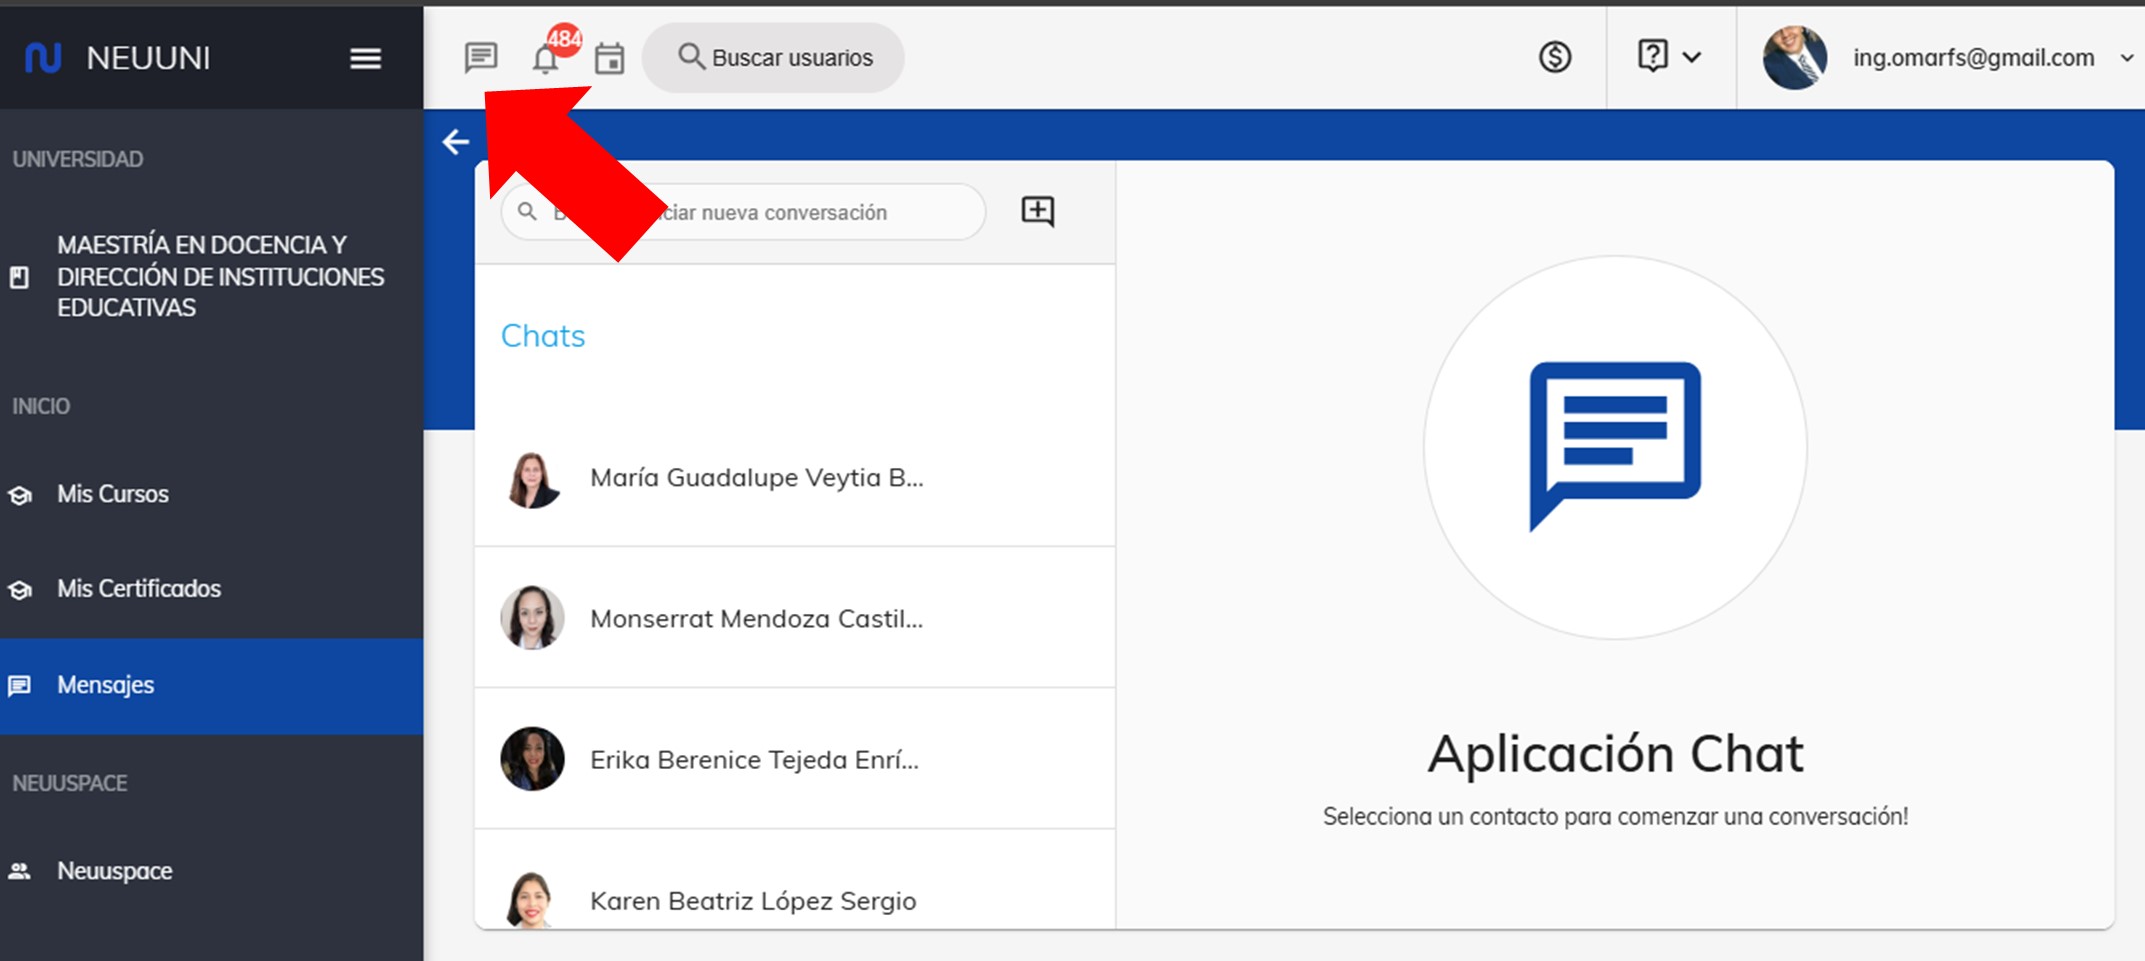 NEUUNI
484
Buscar usuarios
ing.omarfs@gmail.com
UNIVERSIDAD
MAESTRÍA EN DOCENCIA Y
DIRECCIÓN DE INSTITUCIONES
EDUCATIVAS
INICIO
Mis Cursos
Mis Certificados
Mensajes
NEUUSPACE
Neuuspace
nueva conversación
Chats
María Guadalupe Veytia B...
Monserrat Mendoza Castil...
Erika Berenice Tejeda Enrí...
Karen Beatriz López Sergio
Aplicación Chat
Selecciona un contacto para comenzar una conversación!